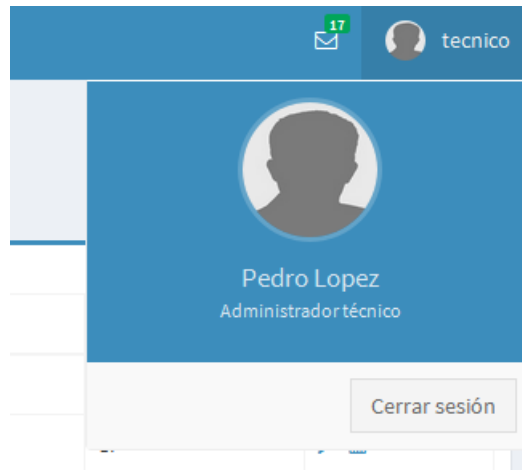 17
tecnico
Pedro Lopez
Administrador técnico
Cerrar sesión